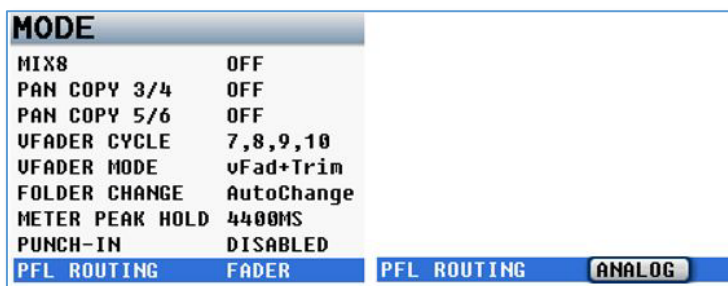 MODE
MIX8 OFF
PAN COPY 3/4 OFF
PAN COPY 5/6 OFF
VFADER CYCLE 7,8,9,10
VFADER MODE vFad+Trim
FOLDER CHANGE AutoChange
METER PEAK HOLD 4400MS
PUNCH-IN DISABLED
PFL ROUTING FADER PFL ROUTING ANALOG